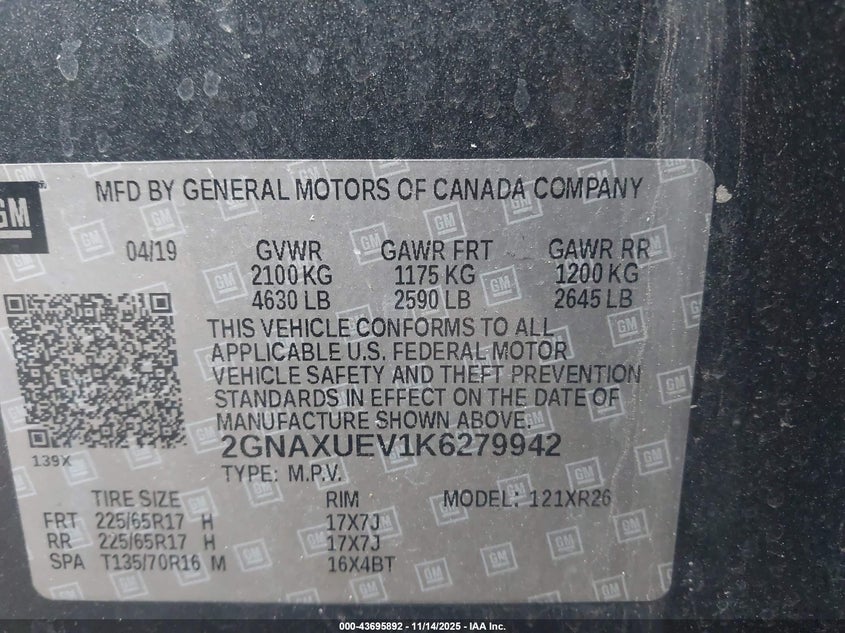 GM
MFD BY GENERAL MOTORS OF CANADA COMPANY
04/19 GVWR GAWR FRT GAWR RR
2100 KG 1175 KG 1200 KG
4630 LB 2590 LB 2645 LB
THIS VEHICLE CONFORMS TO ALL
APPLICABLE U.S. FEDERAL MOTOR
VEHICLE SAFETY AND THEFT PREVENTION
STANDARDS IN EFFECT ON THE DATE OF
MANUFACTURE SHOWN ABOVE.
139X 2GNAXUEV1K6279942
TYPE: M.P.V.
TIRE SIZE RIM MODEL: 121XR26
FRT 225/65R17 H 17X7J
RR 225/65R17 H 17X7J
SPA T135/70R16 M 16X4BT
000-43695892 - 11/14/2025 - IAA Inc.